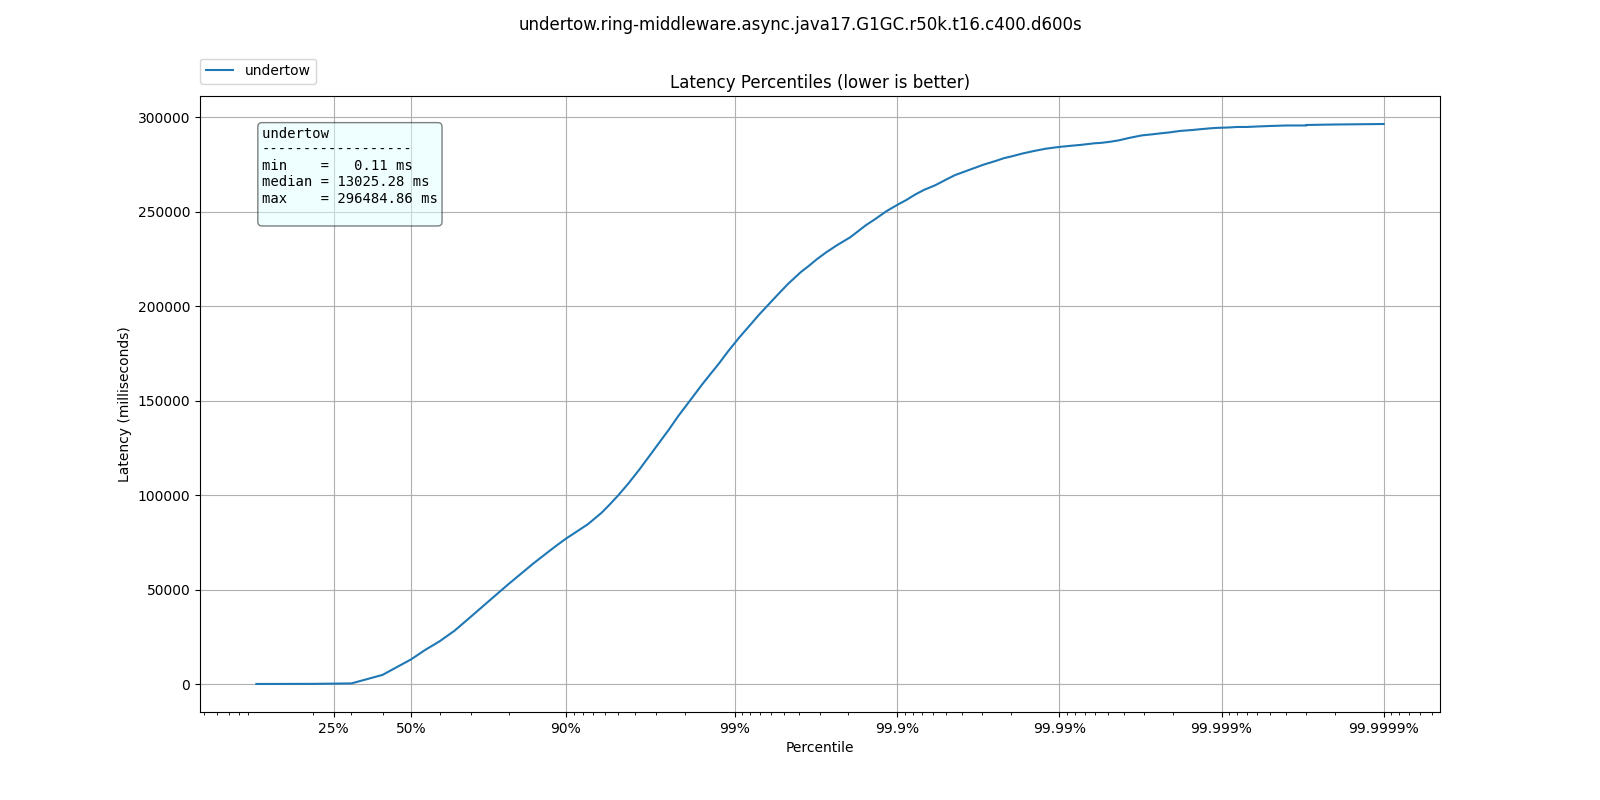 undertow.ring-middleware.async.java17.G1GC.r50k.t16.c400.d600s
undertow
Latency Percentiles (lower is better)
300000
250000
200000
150000
100000
50000
0
Latency (milliseconds)
undertow
------------------
min    =   0.11 ms
median = 13025.28 ms
max    = 296484.86 ms
25% 50% 90% 99% 99.9% 99.99% 99.999% 99.9999%
Percentile